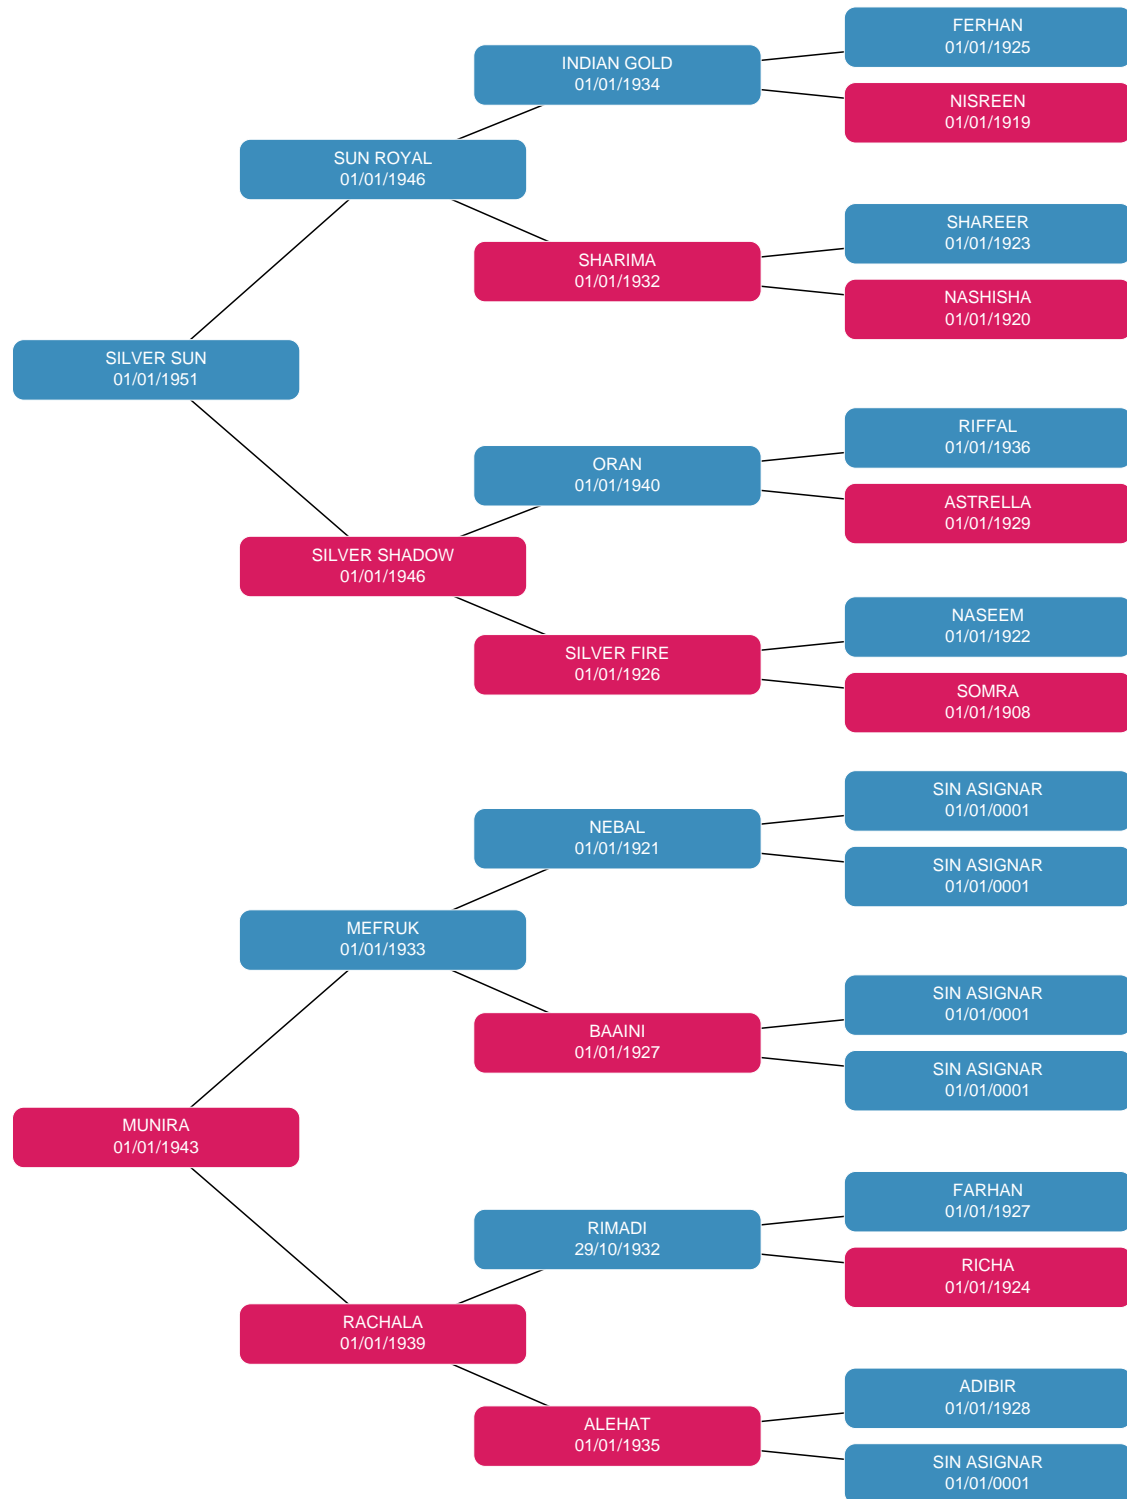 FERHAN
01/01/1925
INDIAN GOLD
01/01/1934
NISREEN
01/01/1919
SUN ROYAL
01/01/1946
SHAREER
01/01/1923
SHARIMA
01/01/1932
NASHISHA
01/01/1920
SILVER SUN
01/01/1951
RIFFAL
01/01/1936
ORAN
01/01/1940
ASTRELLA
01/01/1929
SILVER SHADOW
01/01/1946
NASEEM
01/01/1922
SILVER FIRE
01/01/1926
SOMRA
01/01/1908
SIN ASIGNAR
01/01/0001
NEBAL
01/01/1921
SIN ASIGNAR
01/01/0001
MEFRUK
01/01/1933
SIN ASIGNAR
01/01/0001
BAAINI
01/01/1927
SIN ASIGNAR
01/01/0001
MUNIRA
01/01/1943
FARHAN
01/01/1927
RIMADI
29/10/1932
RICHA
01/01/1924
RACHALA
01/01/1939
ADIBIR
01/01/1928
ALEHAT
01/01/1935
SIN ASIGNAR
01/01/0001